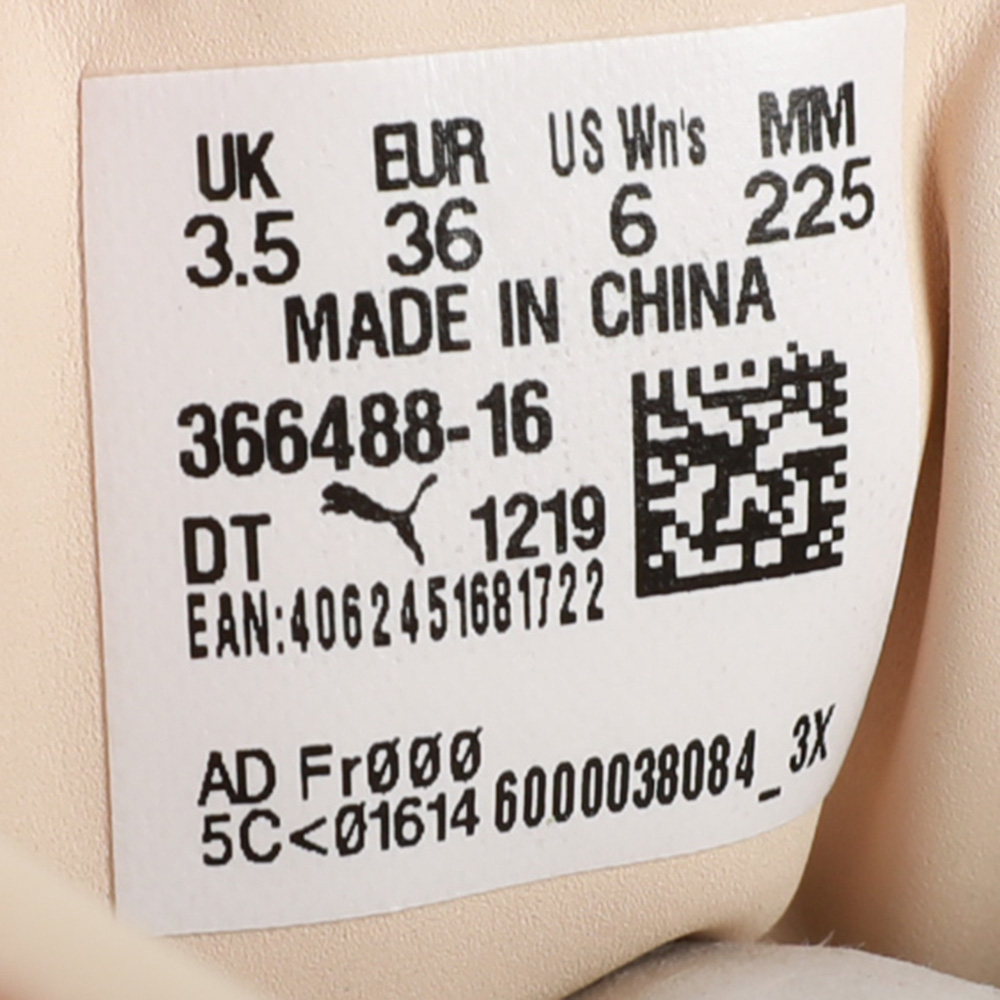 UK EUR US Wn's MM
3.5 36 6 225
MADE IN CHINA
366488-16
DT 1219
EAN:4062451681722
AD FrØØØ
5C<Ø1614 6000038084_3X